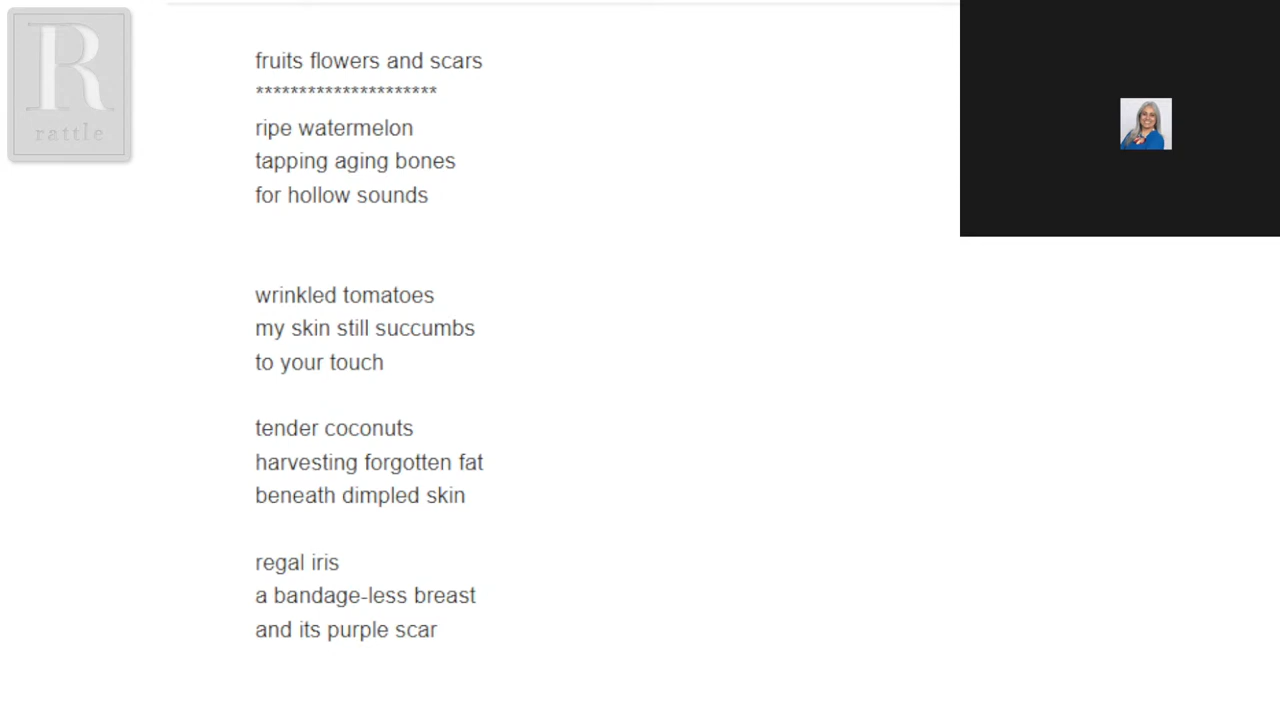 R
rattle
fruits flowers and scars
*********************
ripe watermelon
tapping aging bones
for hollow sounds
wrinkled tomatoes
my skin still succumbs
to your touch
tender coconuts
harvesting forgotten fat
beneath dimpled skin
regal iris
a bandage-less breast
and its purple scar